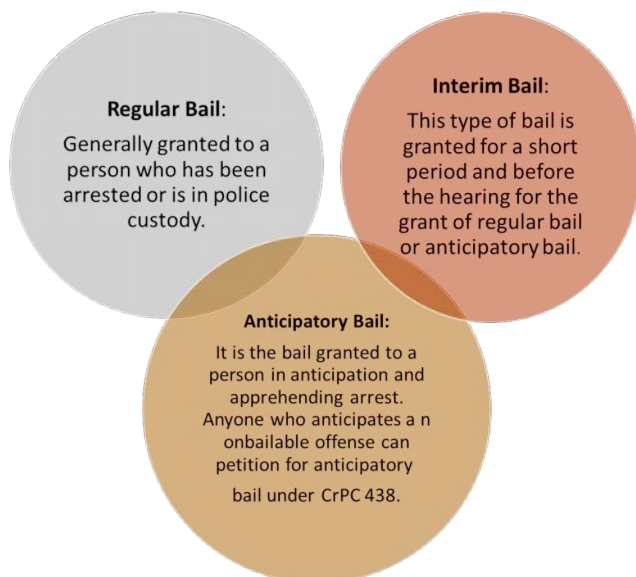 Regular Bail:
Generally granted to a
person who has been
arrested or is in police
custody.
Interim Bail:
This type of bail is
granted for a short
period and before
the hearing for the
grant of regular bail
or anticipatory bail.
Anticipatory Bail:
It is the bail granted to a
person in anticipation and
apprehending arrest.
Anyone who anticipates a n
onbailable offense can
petition for anticipatory
bail under CrPC 438.